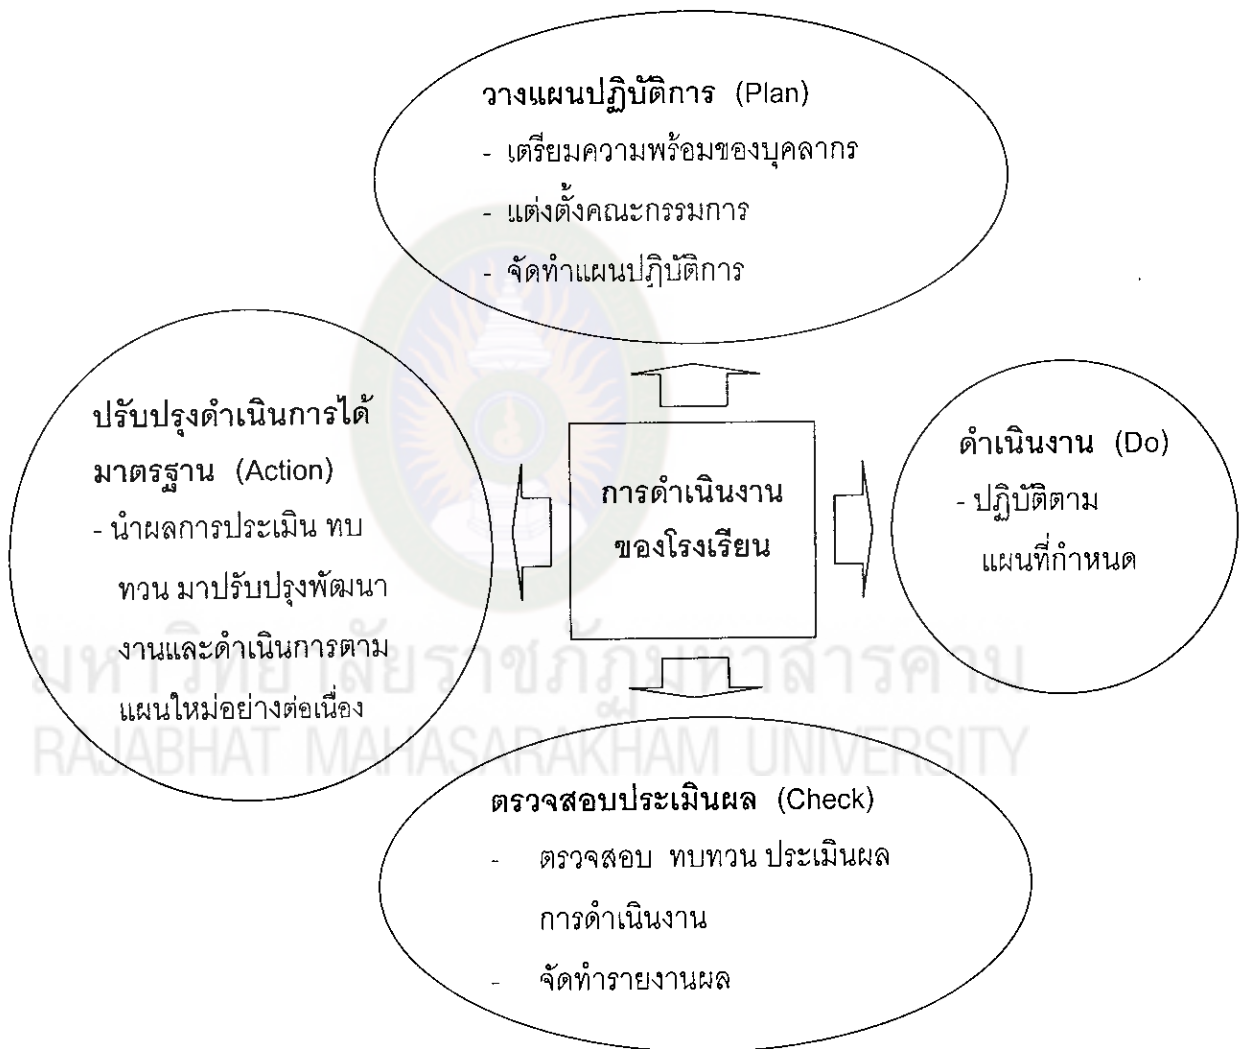 วางแผนปฏิบัติการ (Plan)
- เตรียมความพร้อมของบุคลากร
- แต่งตั้งคณะกรรมการ
- จัดทำแผนปฏิบัติการ
ปรับปรุงดำเนินการได้
มาตรฐาน (Action)
- นำผลการประเมิน ทบ
ทวน มาปรับปรุงพัฒนา
งานและดำเนินการตาม
แผนใหม่อย่างต่อเนื่อง
การดำเนินงาน
ของโรงเรียน
ดำเนินงาน (Do)
- ปฏิบัติตาม
แผนที่กำหนด
ตรวจสอบประเมินผล (Check)
- ตรวจสอบ ทบทวน ประเมินผล
การดำเนินงาน
- จัดทำรายงานผล
มหาวิทยาลัยราชภัฏมหาสารคาม
RAJABHAT MAHASARAKHAM UNIVERSITY